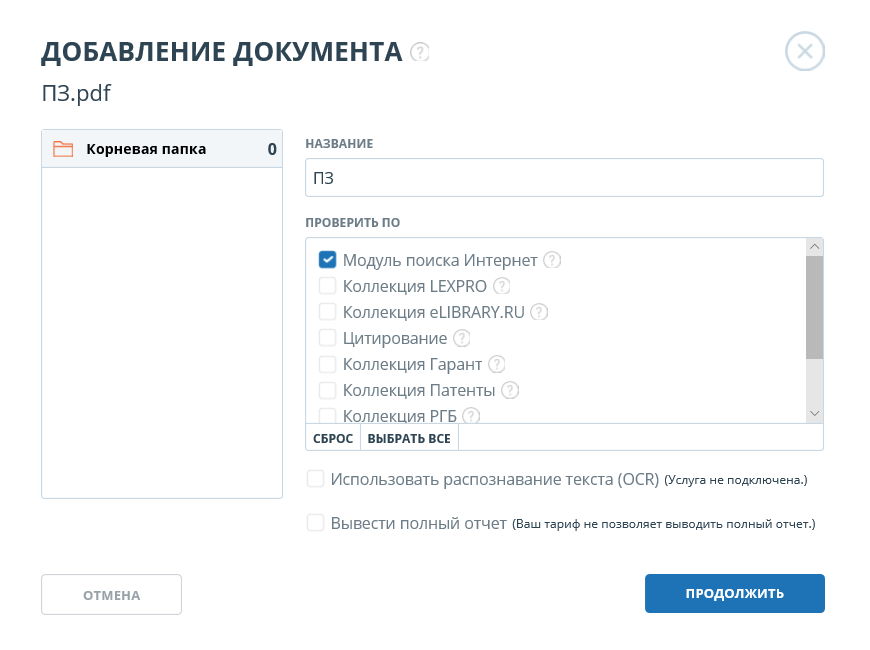 ДОБАВЛЕНИЕ ДОКУМЕНТА ?
ПЗ.pdf
Корневая папка 0
НАЗВАНИЕ
ПЗ
ПРОВЕРИТЬ ПО
Модуль поиска Интернет ?
Коллекция LEXPRO ?
Коллекция eLIBRARY.RU ?
Цитирование ?
Коллекция Гарант ?
Коллекция Патенты ?
Коллекция РГБ ?
СБРОС ВЫБРАТЬ ВСЕ
Использовать распознавание текста (OCR) (Услуга не подключена.)
Вывести полный отчет (Ваш тариф не позволяет выводить полный отчет.)
ОТМЕНА ПРОДОЛЖИТЬ